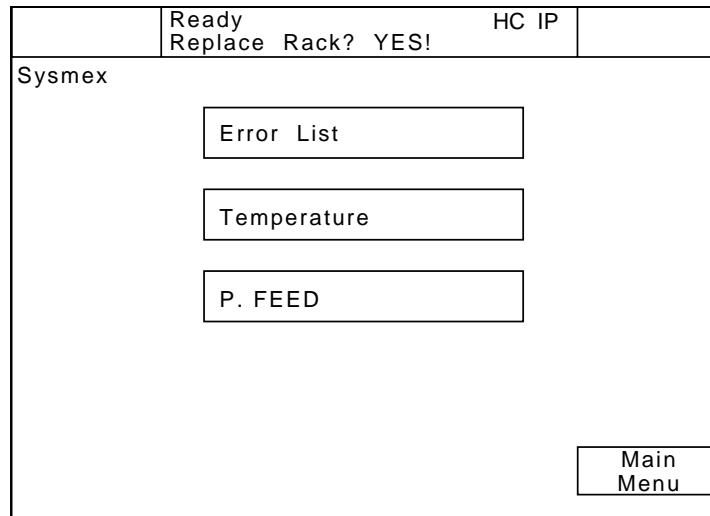 Ready HC IP
Replace Rack? YES!
Sysmex
Error List
Temperature
P. FEED
Main
Menu